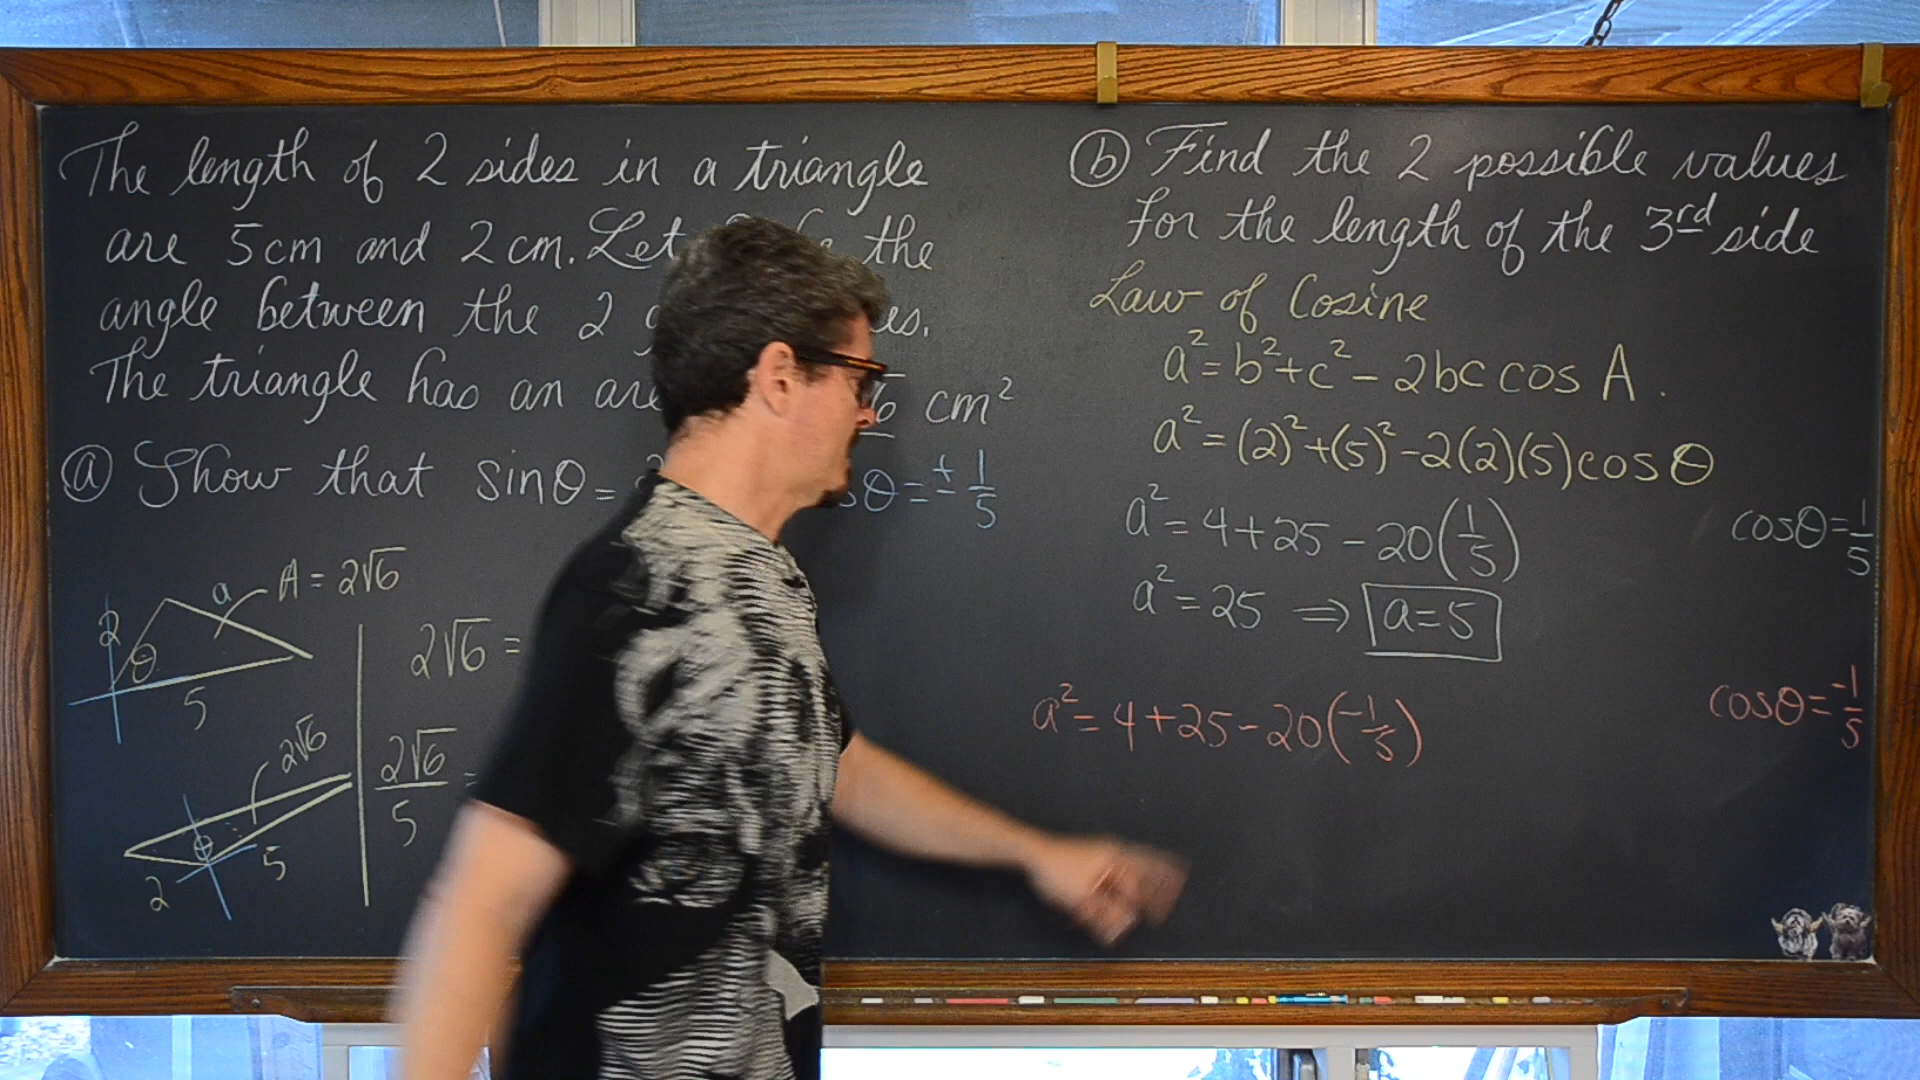 The length of 2 sides in a triangle
are 5cm and 2cm. Let the
angle between the 2
The triangle has an cm²
ⓐ Show that sinθ = θ = ± 1/5
A = 2√6
a
2
θ
5
2√6 =
2√6
θ
5
2
2√6/5 =
ⓑ Find the 2 possible values
for the length of the 3rd side
Law of Cosine
a² = b² + c² - 2bc cos A.
a² = (2)² + (5)² - 2(2)(5)cos θ
a² = 4 + 25 - 20(1/5)
cosθ = 1/5
a² = 25 ⇒ a = 5
a² = 4 + 25 - 20(-1/5)
cosθ = -1/5